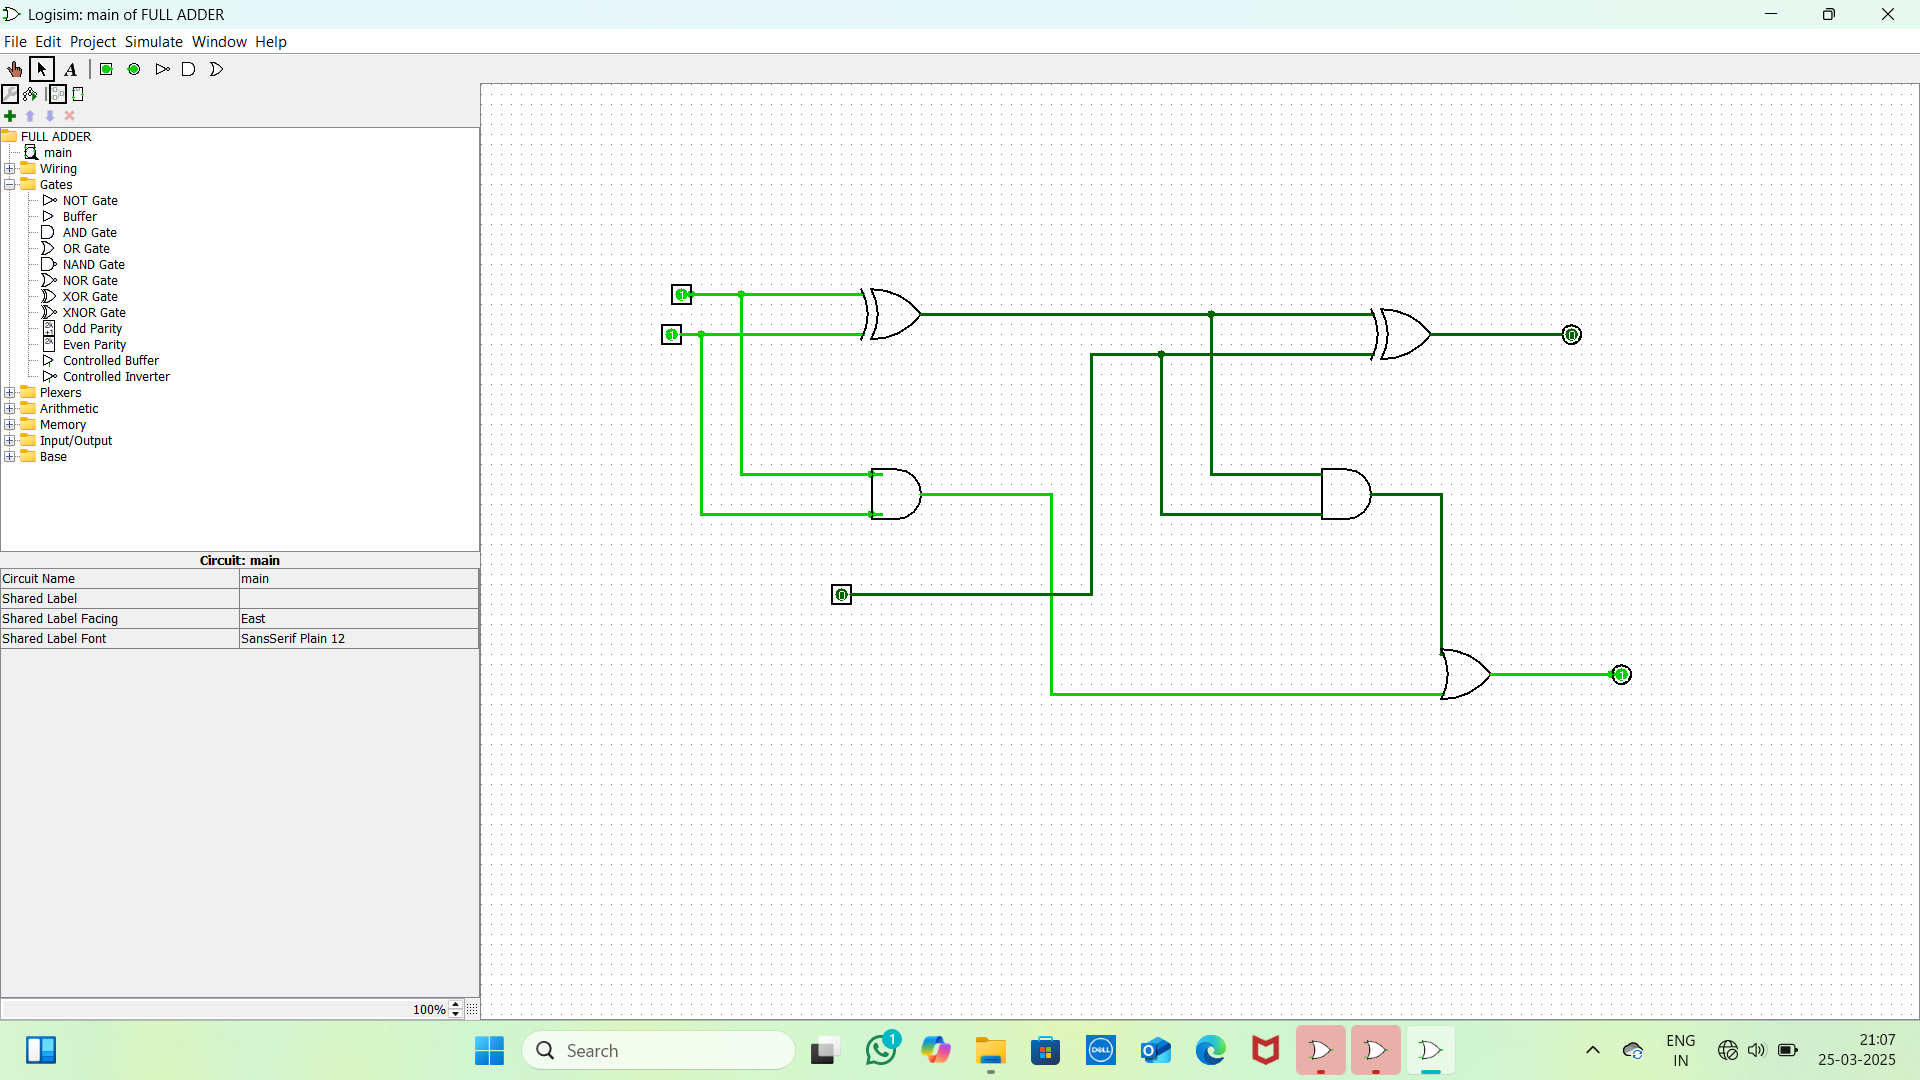 Logisim: main of FULL ADDER
File Edit Project Simulate Window Help
A
FULL ADDER
main
Wiring
Gates
NOT Gate
Buffer
AND Gate
OR Gate
NAND Gate
NOR Gate
XOR Gate
XNOR Gate
Odd Parity
Even Parity
Controlled Buffer
Controlled Inverter
Plexers
Arithmetic
Memory
Input/Output
Base
Circuit: main
Circuit Name main
Shared Label
Shared Label Facing East
Shared Label Font SansSerif Plain 12
100%
1
1
0
0
1
Search
1
DELL
ENG
IN
21:07
25-03-2025